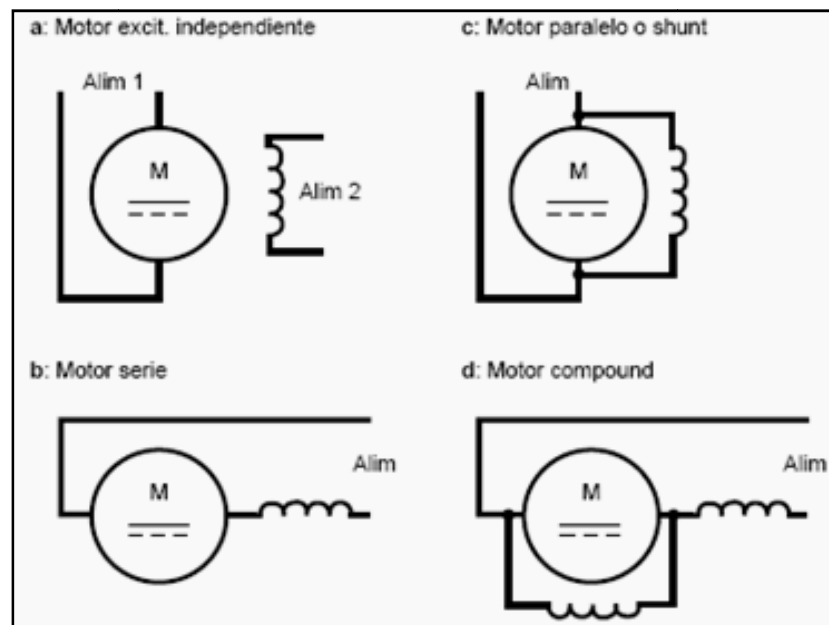 a: Motor excit. independiente
Alim 1
M
Alim 2
c: Motor paralelo o shunt
Alim
M
b: Motor serie
Alim
M
d: Motor compound
Alim
M